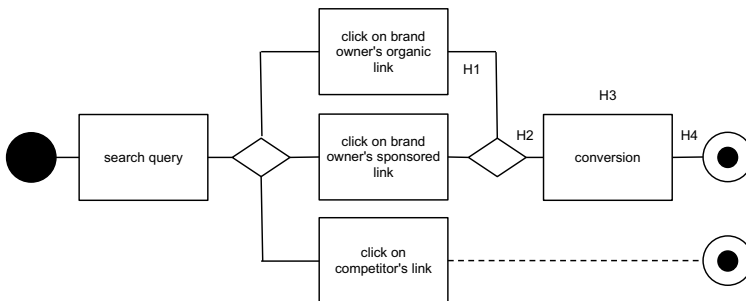 click on brand
owner's organic
link
H1
H3
search query
click on brand
owner's sponsored
link
H2
conversion
H4
click on
competitor's link